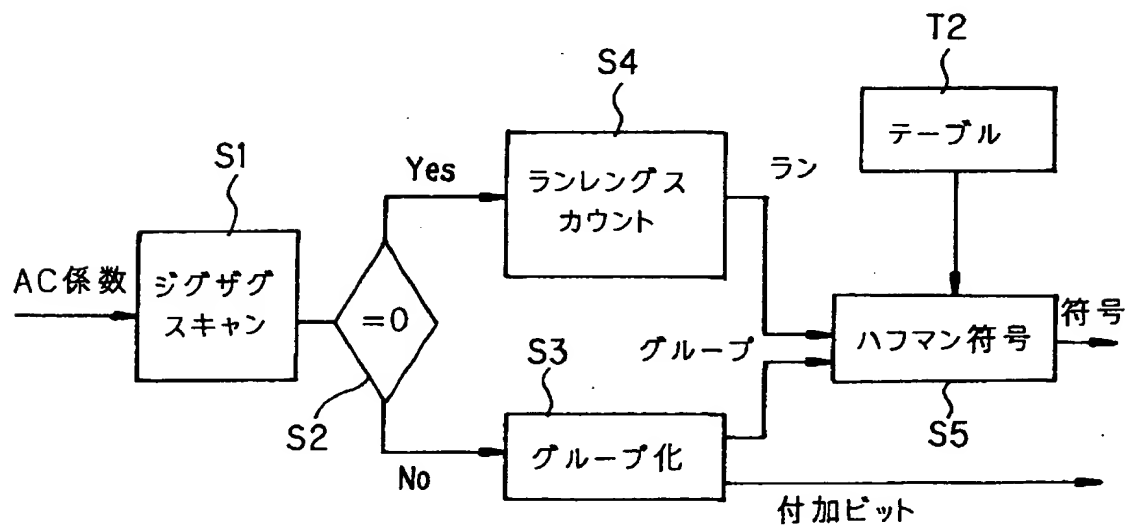 T2
S4
テーブル
S1
Yes
ランレングス
カウント
ラン
AC係数
ジグザグ
スキャン
=0
符号
ハフマン符号
グループ
S3
S2
S5
No
グループ化
付加ビット